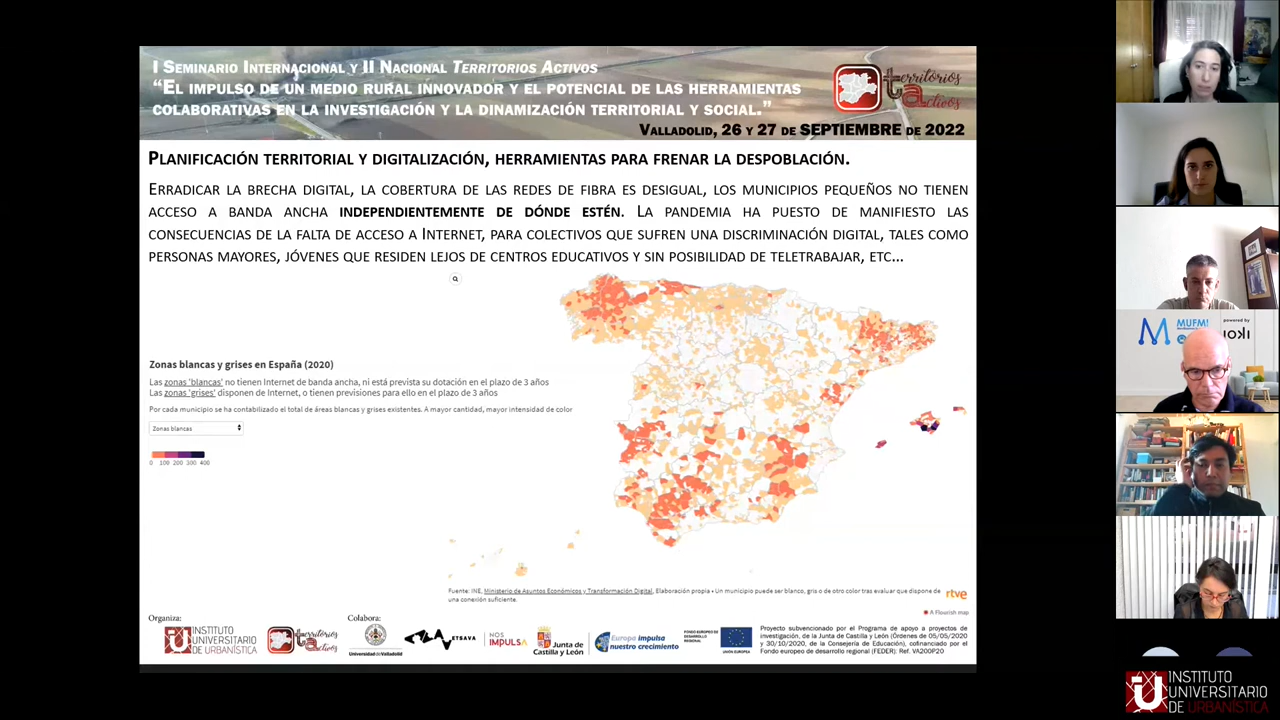 I Seminario Internacional y II Nacional Territorios Activos
“El impulso de un medio rural innovador y el potencial de las herramientas
colaborativas en la investigación y la dinamización territorial y social.”
Valladolid, 26 y 27 de SEPTIEMBRE de 2022
territorios
ta
activos
Planificación territorial y digitalización, herramientas para frenar la despoblación.
Erradicar la brecha digital, la cobertura de las redes de fibra es desigual, los municipios pequeños no tienen
acceso a banda ancha independientemente de dónde estén. La pandemia ha puesto de manifiesto las
consecuencias de la falta de acceso a Internet, para colectivos que sufren una discriminación digital, tales como
personas mayores, jóvenes que residen lejos de centros educativos y sin posibilidad de teletrabajar, etc...
Zonas blancas y grises en España (2020)
Las zonas 'blancas' no tienen Internet de banda ancha, ni está prevista su dotación en el plazo de 3 años
Las zonas 'grises' disponen de Internet, o tienen previsiones para ello en el plazo de 3 años
Por cada municipio se ha contabilizado el total de áreas blancas y grises existentes. A mayor cantidad, mayor intensidad de color
Zonas blancas
0 100 200 300 400
Fuente: INE, Ministerio de Asuntos Económicos y Transformación Digital, Elaboración propia • Un municipio puede ser blanco, gris o de otro color tras evaluar que dispone de
una conexión suficiente.
rtve
A Flourish map
Organiza:
Colabora:
INSTITUTO
UNIVERSITARIO
DE URBANÍSTICA
territorios
activos
Universidad de Valladolid
ETSAVA
NOS
IMPULSA
Junta de
Castilla y León
Europa impulsa
nuestro crecimiento
FONDO EUROPEO DE
DESARROLLO
REGIONAL
UNIÓN EUROPEA
Proyecto subvencionado por el Programa de apoyo a proyectos de
investigación, de la Junta de Castilla y León (Órdenes de 05/05/2020
y 30/10/2020, de la Consejería de Educación, cofinanciado por el
Fondo europeo de desarrollo regional (FEDER): Ref. VA200P20
MUFMI
powered by
INSTITUTO
UNIVERSITARIO
DE URBANÍSTICA